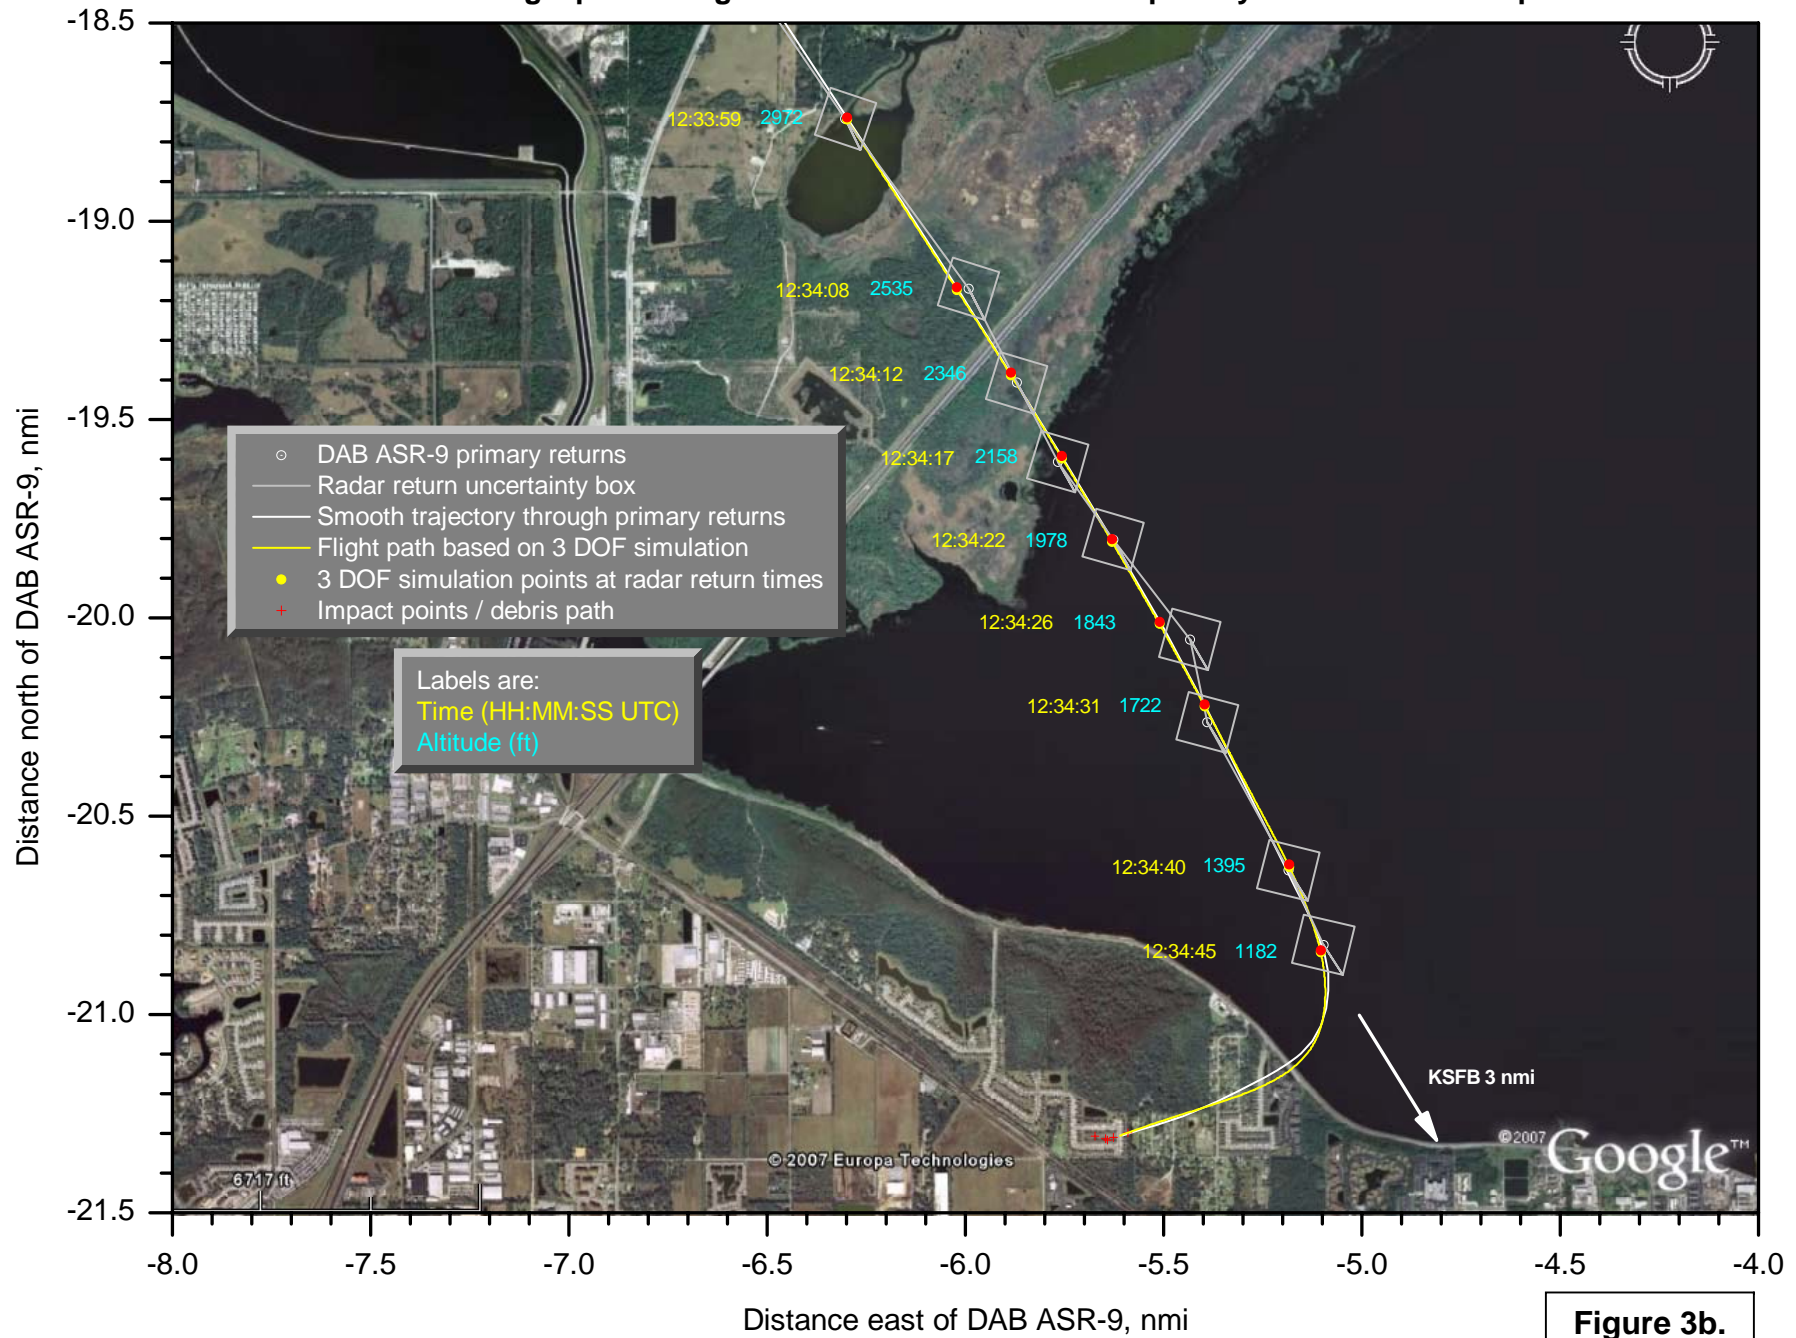 -18.5
-19.0
-19.5
-20.0
-20.5
-21.0
-21.5
Distance north of DAB ASR-9, nmi
12:33:59 2972
12:34:08 2535
12:34:12 2346
12:34:17 2158
12:34:22 1978
12:34:26 1843
12:34:31 1722
12:34:40 1395
12:34:45 1182
DAB ASR-9 primary returns
Radar return uncertainty box
Smooth trajectory through primary returns
Flight path based on 3 DOF simulation
3 DOF simulation points at radar return times
Impact points / debris path
Labels are:
Time (HH:MM:SS UTC)
Altitude (ft)
KSFB 3 nmi
©2007 Google™
© 2007 Europa Technologies
6717 ft
-8.0 -7.5 -7.0 -6.5 -6.0 -5.5 -5.0 -4.5 -4.0
Distance east of DAB ASR-9, nmi
Figure 3b.